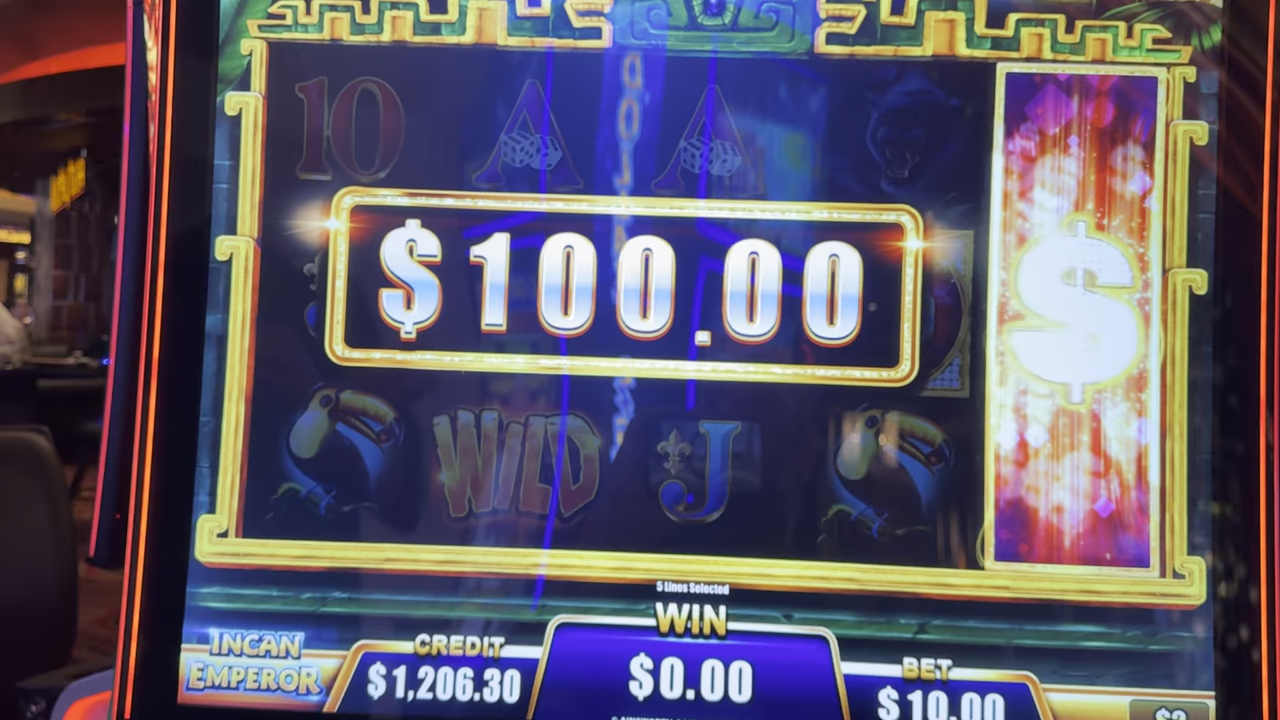 10 A A
$100.00
$
WILD J
5 Lines Selected
WIN
INCAN
EMPEROR
CREDIT
$1,206.30
$0.00
BET
$10.00